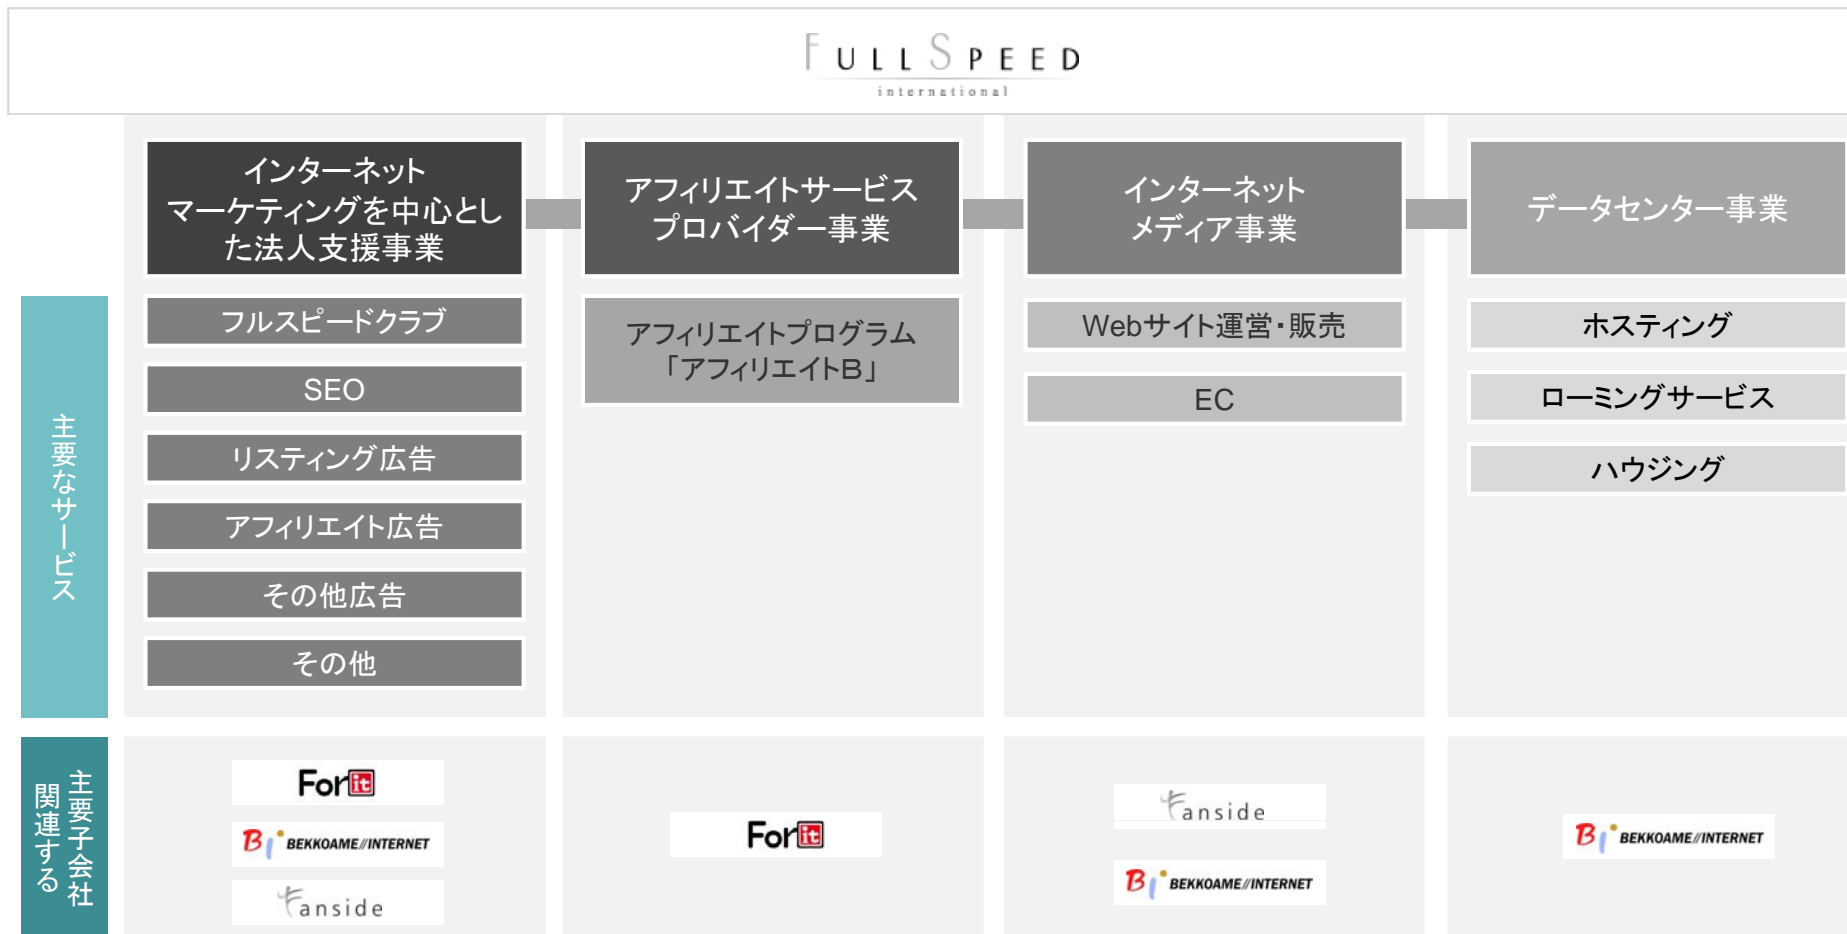 FULLSPEED
international
インターネット
マーケティングを中心とし
た法人支援事業
アフィリエイトサービス
プロバイダー事業
インターネット
メディア事業
データセンター事業
主要なサービス
フルスピードクラブ
SEO
リスティング広告
アフィリエイト広告
その他広告
その他
アフィリエイトプログラム
「アフィリエイトB」
Webサイト運営・販売
EC
ホスティング
ローミングサービス
ハウジング
関連する
主要子会社
Forit
Bi BEKKOAME//INTERNET
Fanside
Forit
Fanside
Bi BEKKOAME//INTERNET
Bi BEKKOAME//INTERNET